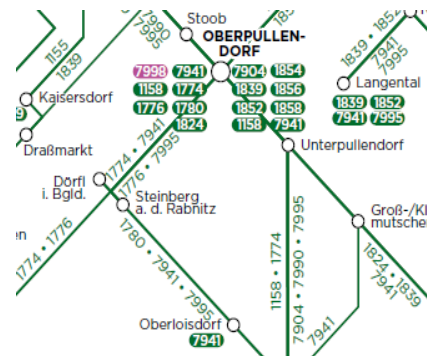 Stoob
7990
7995
OBERPULLEN-
DORF
7998 7941 7904 1854
1158 1774 1839 1856
1776 1780 1852 1858
1824 1158 7941
1155
1839
Kaisersdorf
Draßmarkt
1839 • 1852
7941
7995
Langental
1839 1852
7941 7995
Unterpullendorf
1774 • 7941
1776 • 7995
Dörfl
i. Bgld.
Steinberg
a. d. Rabnitz
1774 • 1776
1780 • 7941 • 7995
Oberloisdorf
7941
1158 • 1774
7904 • 7990 • 7995
Groß-/Kl
mutschen
1824 • 1839
7941
7941